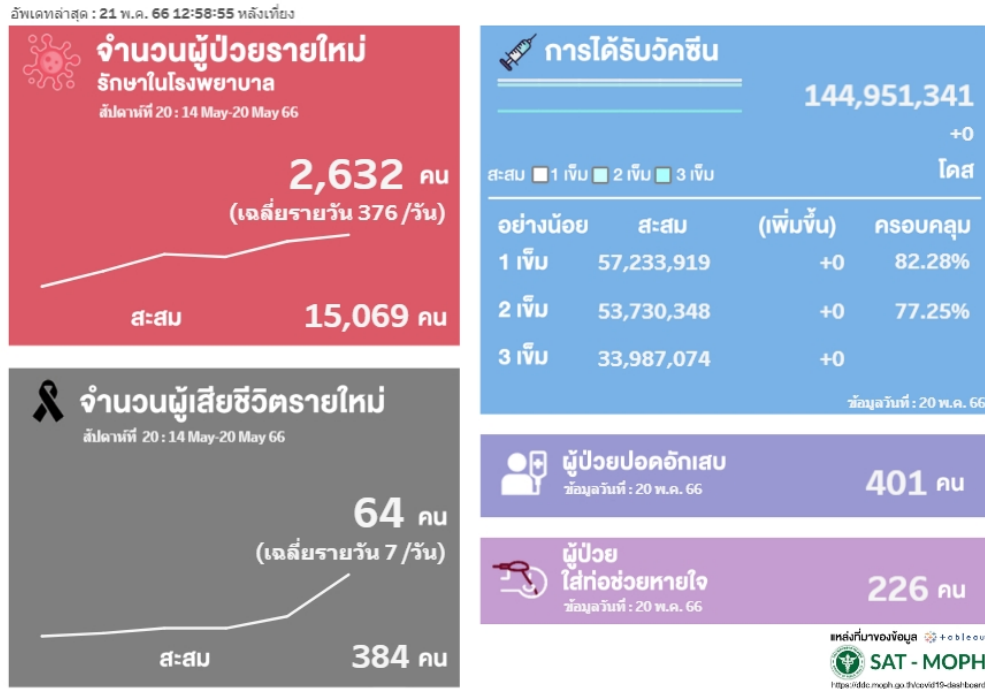 อัพเดทล่าสุด : 21 พ.ค. 66 12:58:55 หลังเที่ยง
จำนวนผู้ป่วยรายใหม่
รักษาในโรงพยาบาล
สัปดาห์ที่ 20 : 14 May-20 May 66
2,632 คน
(เฉลี่ยรายวัน 376 /วัน)
สะสม 15,069 คน
จำนวนผู้เสียชีวิตรายใหม่
สัปดาห์ที่ 20 : 14 May-20 May 66
64 คน
(เฉลี่ยรายวัน 7 /วัน)
สะสม 384 คน
การได้รับวัคซีน
144,951,341
+0
โดส
สะสม 1 เข็ม 2 เข็ม 3 เข็ม
อย่างน้อย สะสม (เพิ่มขึ้น) ครอบคลุม
1 เข็ม 57,233,919 +0 82.28%
2 เข็ม 53,730,348 +0 77.25%
3 เข็ม 33,987,074 +0
ข้อมูลวันที่ : 20 พ.ค. 66
ผู้ป่วยปอดอักเสบ
ข้อมูลวันที่ : 20 พ.ค. 66
401 คน
ผู้ป่วย
ใส่ท่อช่วยหายใจ
ข้อมูลวันที่ : 20 พ.ค. 66
226 คน
แหล่งที่มาของข้อมูล +ableau
SAT - MOPH
https://ddc.moph.go.th/covid19-dashboard